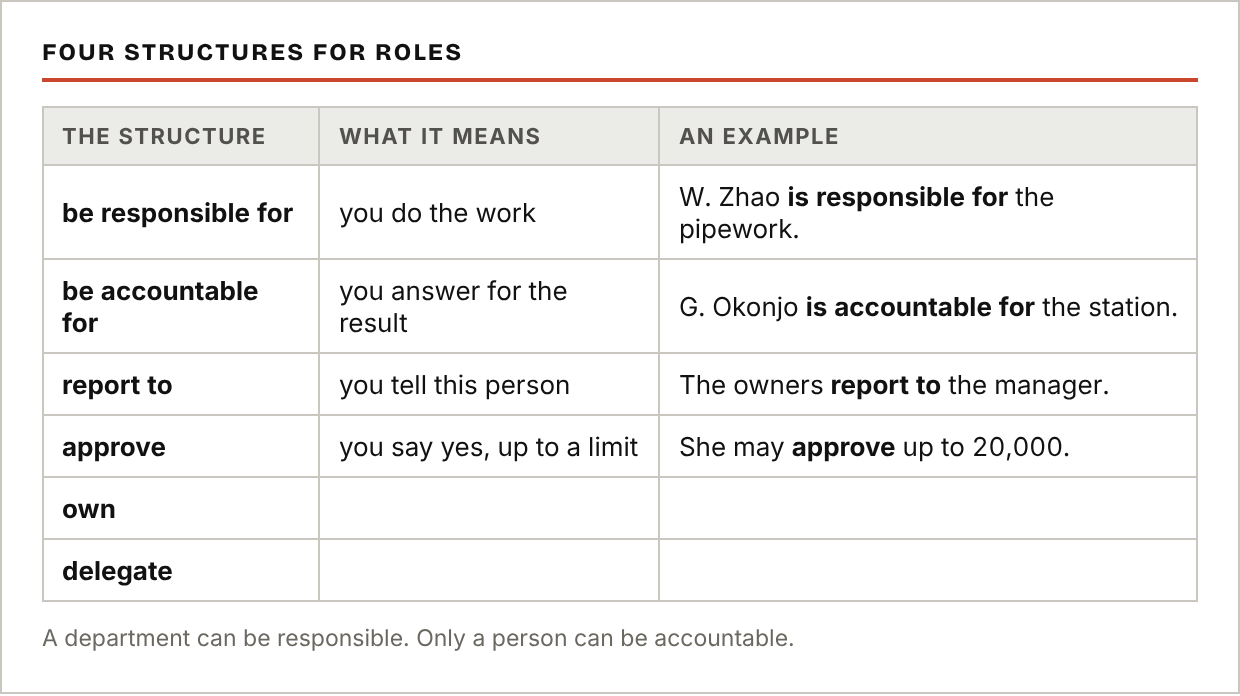 FOUR STRUCTURES FOR ROLES
THE STRUCTURE
WHAT IT MEANS
AN EXAMPLE
be responsible for
you do the work
W. Zhao is responsible for the
pipework.
be accountable
for
you answer for the
result
G. Okonjo is accountable for the station.
report to
you tell this person
The owners report to the manager.
approve
you say yes, up to a limit
She may approve up to 20,000.
own
delegate
A department can be responsible. Only a person can be accountable.